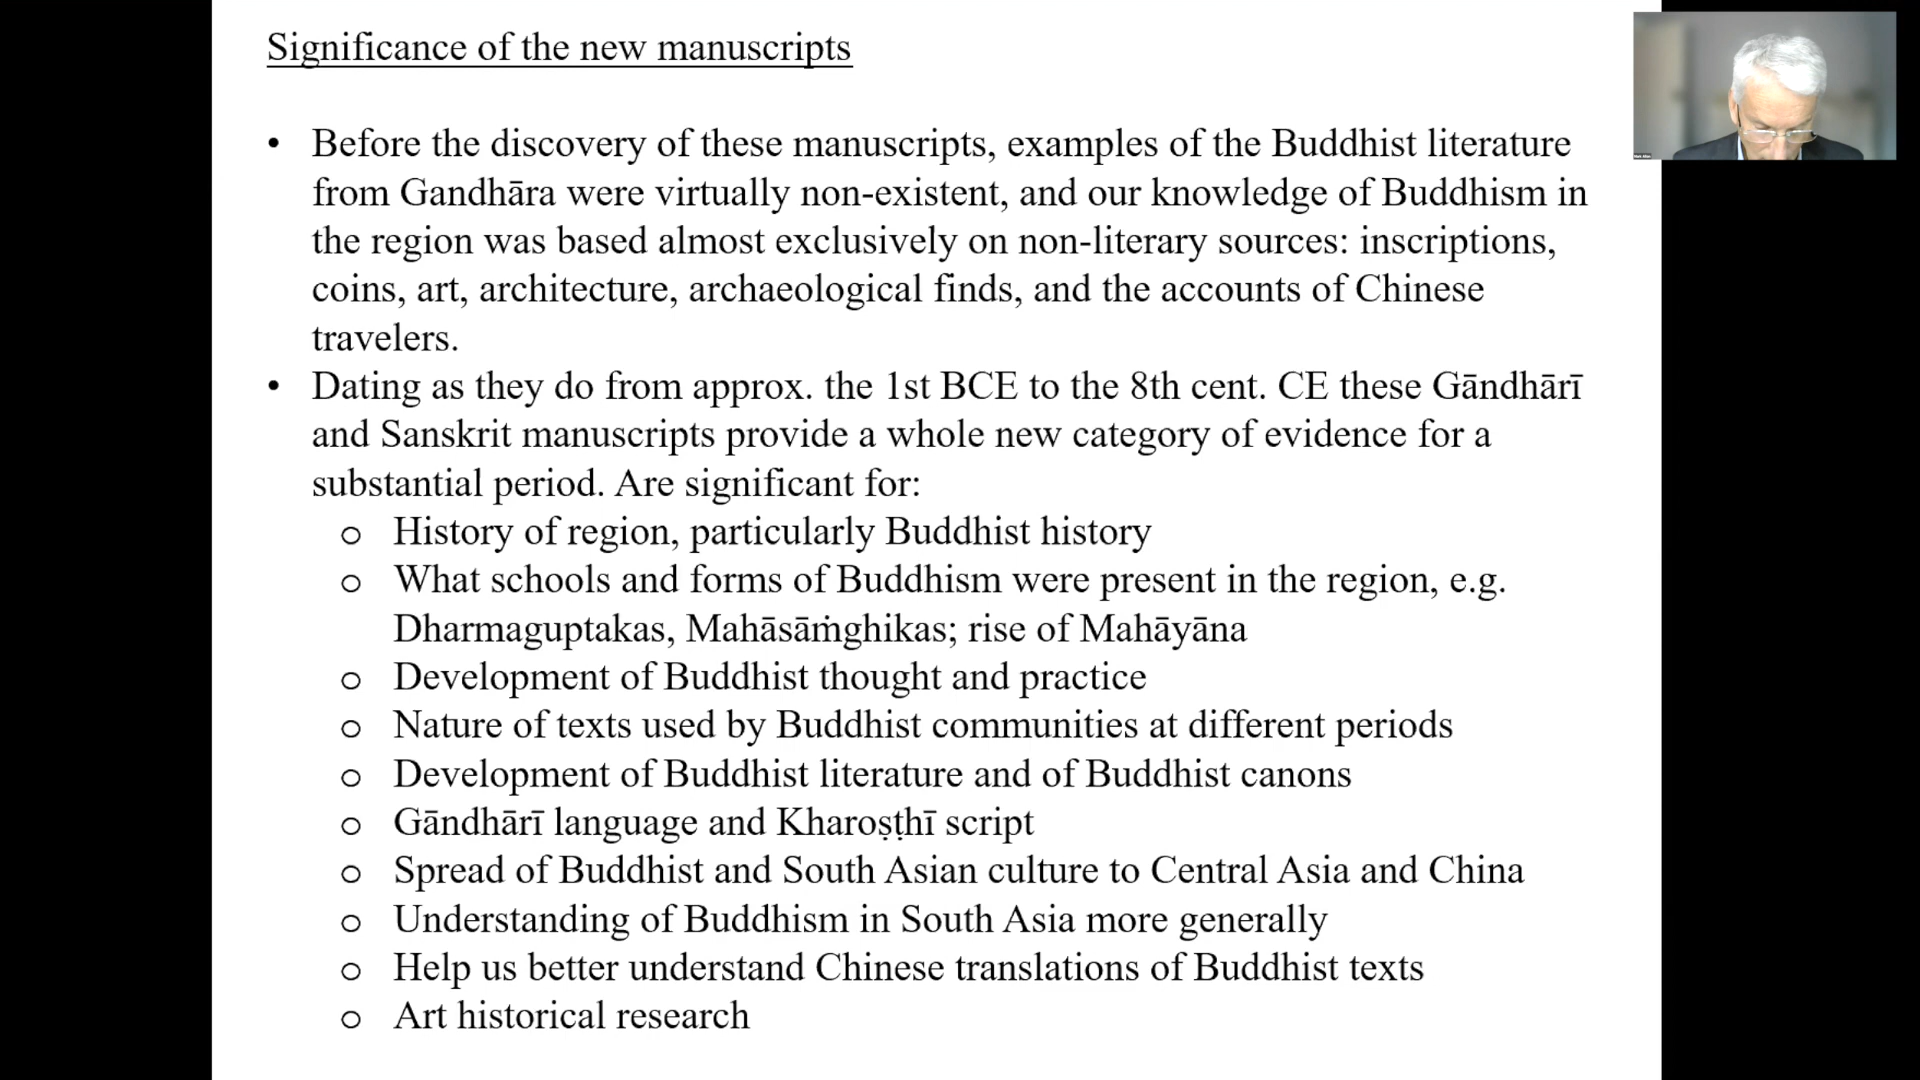 Significance of the new manuscripts
• Before the discovery of these manuscripts, examples of the Buddhist literature
from Gandhāra were virtually non-existent, and our knowledge of Buddhism in
the region was based almost exclusively on non-literary sources: inscriptions,
coins, art, architecture, archaeological finds, and the accounts of Chinese
travelers.
• Dating as they do from approx. the 1st BCE to the 8th cent. CE these Gāndhārī
and Sanskrit manuscripts provide a whole new category of evidence for a
substantial period. Are significant for:
o History of region, particularly Buddhist history
o What schools and forms of Buddhism were present in the region, e.g.
Dharmaguptakas, Mahāsāṁghikas; rise of Mahāyāna
o Development of Buddhist thought and practice
o Nature of texts used by Buddhist communities at different periods
o Development of Buddhist literature and of Buddhist canons
o Gāndhārī language and Kharoṣṭhī script
o Spread of Buddhist and South Asian culture to Central Asia and China
o Understanding of Buddhism in South Asia more generally
o Help us better understand Chinese translations of Buddhist texts
o Art historical research